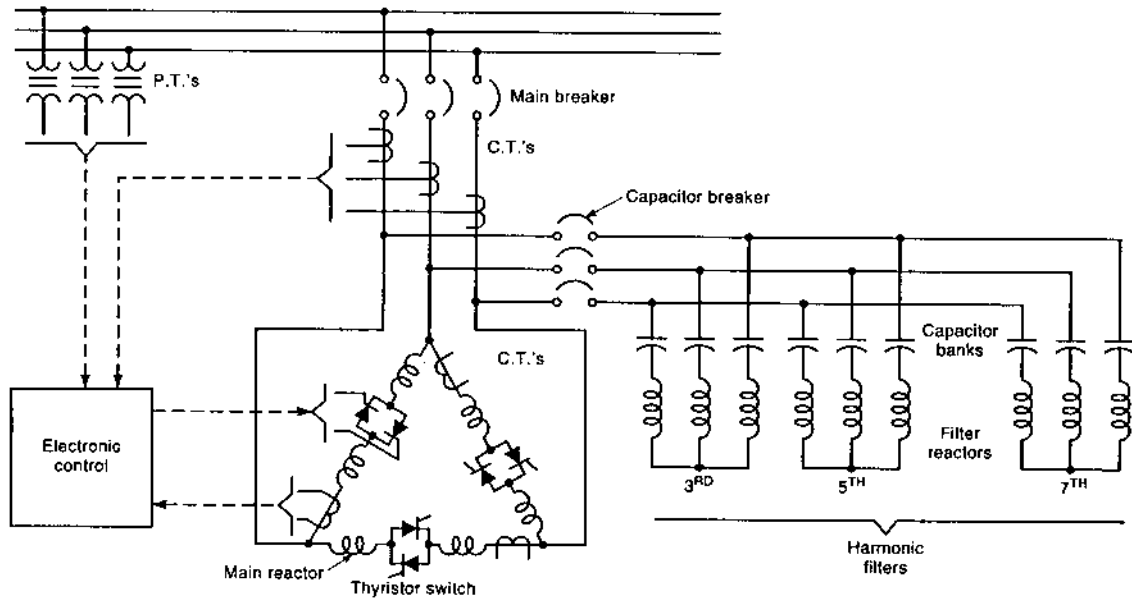 P.T.'s
Main breaker
C.T.'s
Capacitor breaker
C.T.'s
Capacitor
banks
Electronic
control
Filter
reactors
3RD
5TH
7TH
Main reactor
Thyristor switch
Harmonic
filters